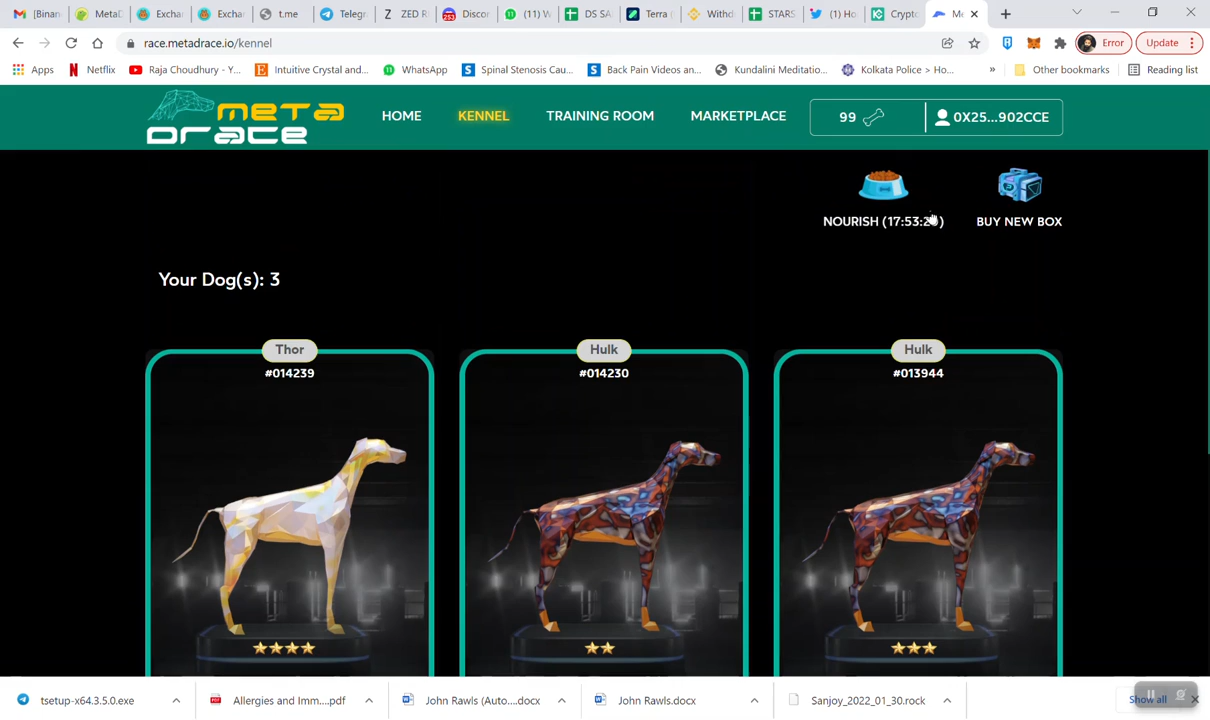 [Binan
MetaD
Exchan
Exchan
t.me
Telegr
ZED R
Discor
(11) W
DS SA
Terra (
Withd
STARS
(1) Ho
Crypto
Me
race.metadrace.io/kennel
Error
Update
Apps
Netflix
Raja Choudhury - Y...
Intuitive Crystal and...
WhatsApp
Spinal Stenosis Cau...
Back Pain Videos an...
Kundalini Meditatio...
Kolkata Police > Ho...
»
Other bookmarks
Reading list
META
DRACE
HOME
KENNEL
TRAINING ROOM
MARKETPLACE
99
0X25...902CCE
NOURISH (17:53:2 )
BUY NEW BOX
Your Dog(s): 3
Thor
#014239
Hulk
#014230
Hulk
#013944
tsetup-x64.3.5.0.exe
Allergies and Imm....pdf
John Rawls (Auto....docx
John Rawls.docx
Sanjoy_2022_01_30.rock
Show all